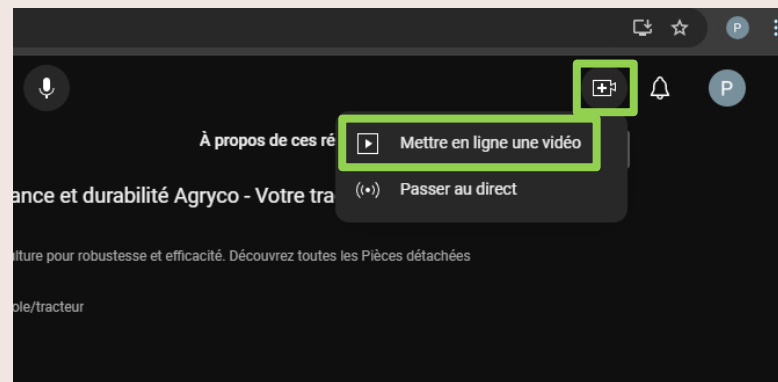 P
P
À propos de ces ré
Mettre en ligne une vidéo
ance et durabilité Agryco - Votre tra
Passer au direct
lture pour robustesse et efficacité. Découvrez toutes les Pièces détachées
ole/tracteur